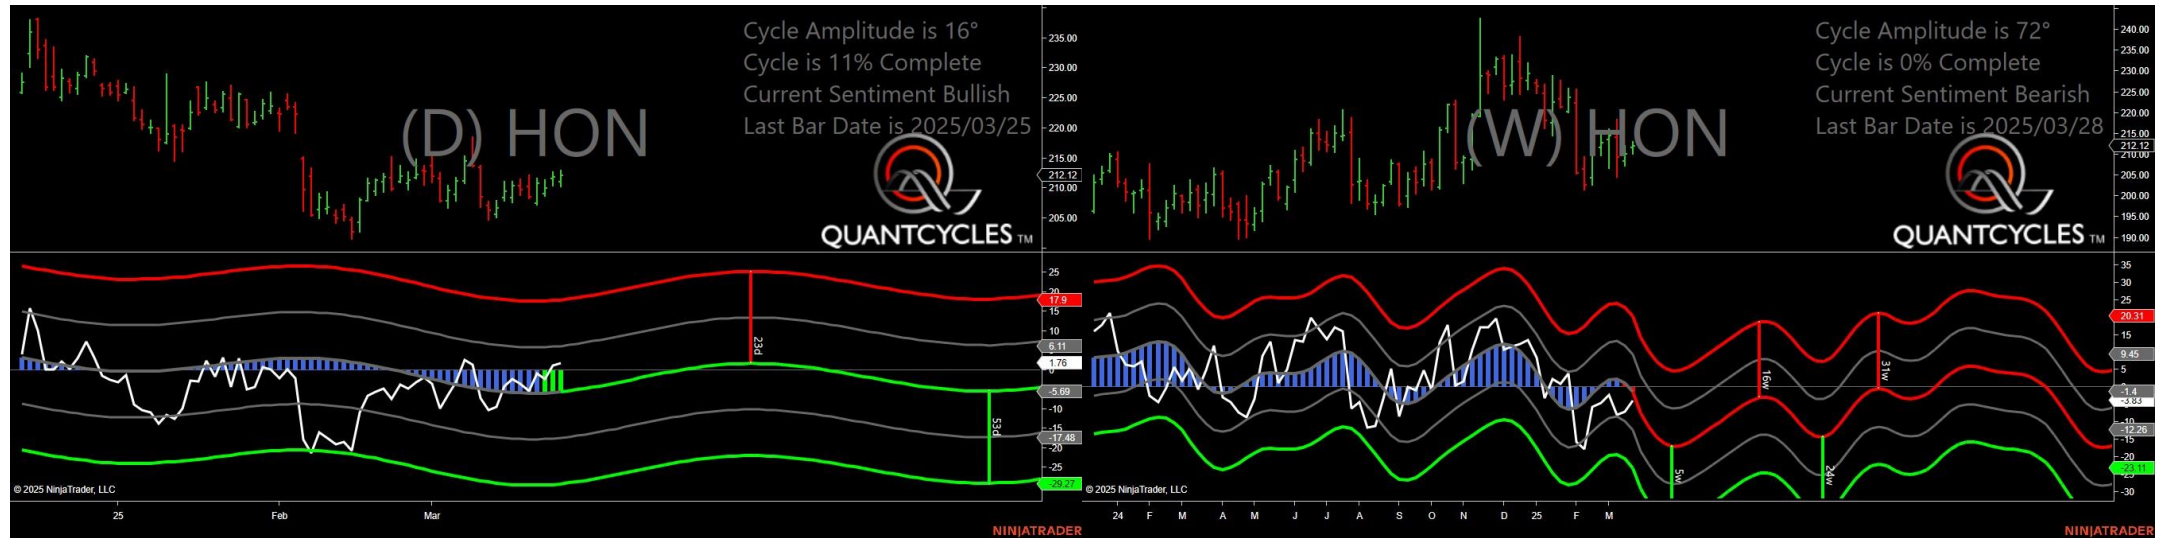 Cycle Amplitude is 16°
Cycle is 11% Complete
Current Sentiment Bullish
Last Bar Date is 2025/03/25
(D) HON
QUANTCYCLES TM
235.00
230.00
225.00
220.00
215.00
212.12
210.00
205.00
25
20
17.9
15
10
6.11
1.76
0
-5.69
-10
-15
-17.48
-20
-25
-29.27
23d
53d
© 2025 NinjaTrader, LLC
25 Feb Mar
NINJATRADER
Cycle Amplitude is 72°
Cycle is 0% Complete
Current Sentiment Bearish
Last Bar Date is 2025/03/28
(W) HON
QUANTCYCLES TM
240.00
235.00
230.00
225.00
220.00
215.00
212.12
210.00
205.00
200.00
195.00
190.00
35
30
25
20.31
15
9.45
5
-1.4
-3.83
-12.26
-15
-20
-23.11
-30
16w
31w
5w
24w
© 2025 NinjaTrader, LLC
24 F M A M J J A S O N D 25 F M
NINJATRADER